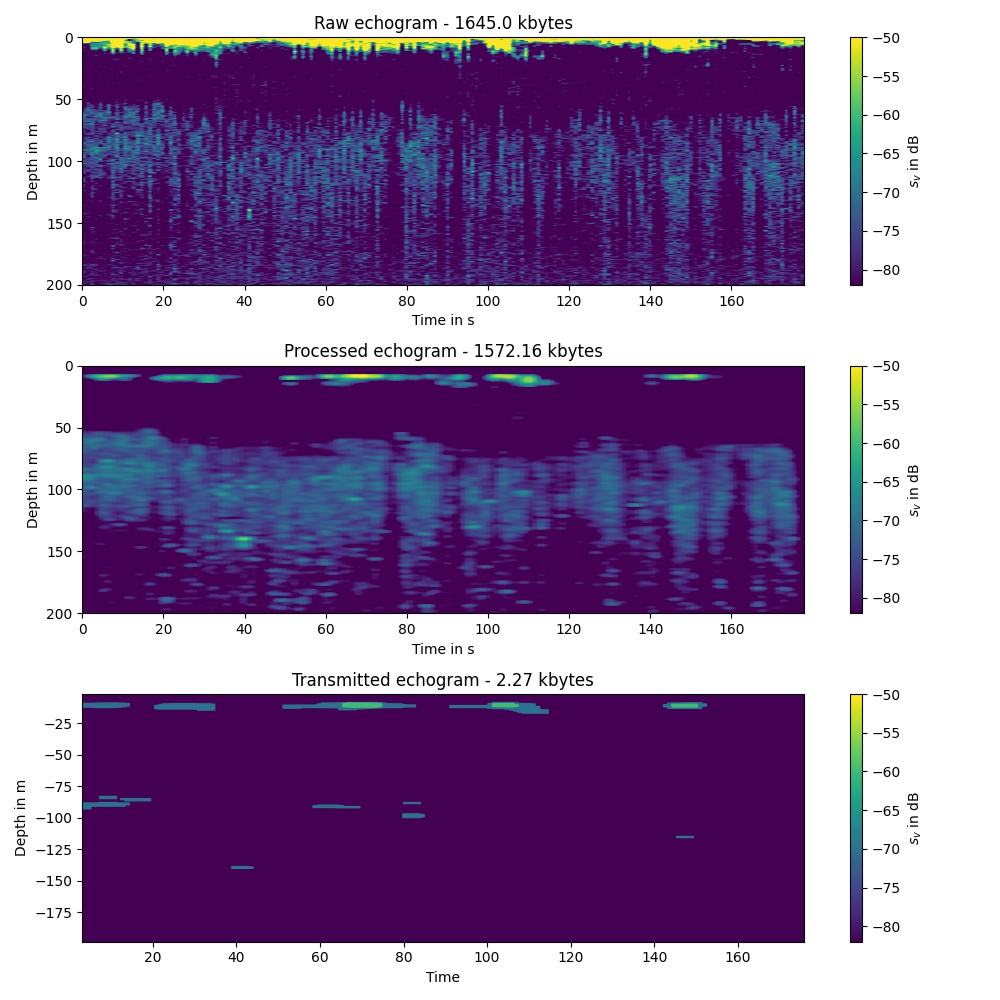 Raw echogram - 1645.0 kbytes
0
50
100
150
200
Depth in m
0 20 40 60 80 100 120 140 160
Time in s
−50
−55
−60
−65
−70
−75
−80
sv in dB
Processed echogram - 1572.16 kbytes
0
50
100
150
200
Depth in m
0 20 40 60 80 100 120 140 160
Time in s
−50
−55
−60
−65
−70
−75
−80
sv in dB
Transmitted echogram - 2.27 kbytes
−25
−50
−75
−100
−125
−150
−175
Depth in m
20 40 60 80 100 120 140 160
Time
−50
−55
−60
−65
−70
−75
−80
sv in dB